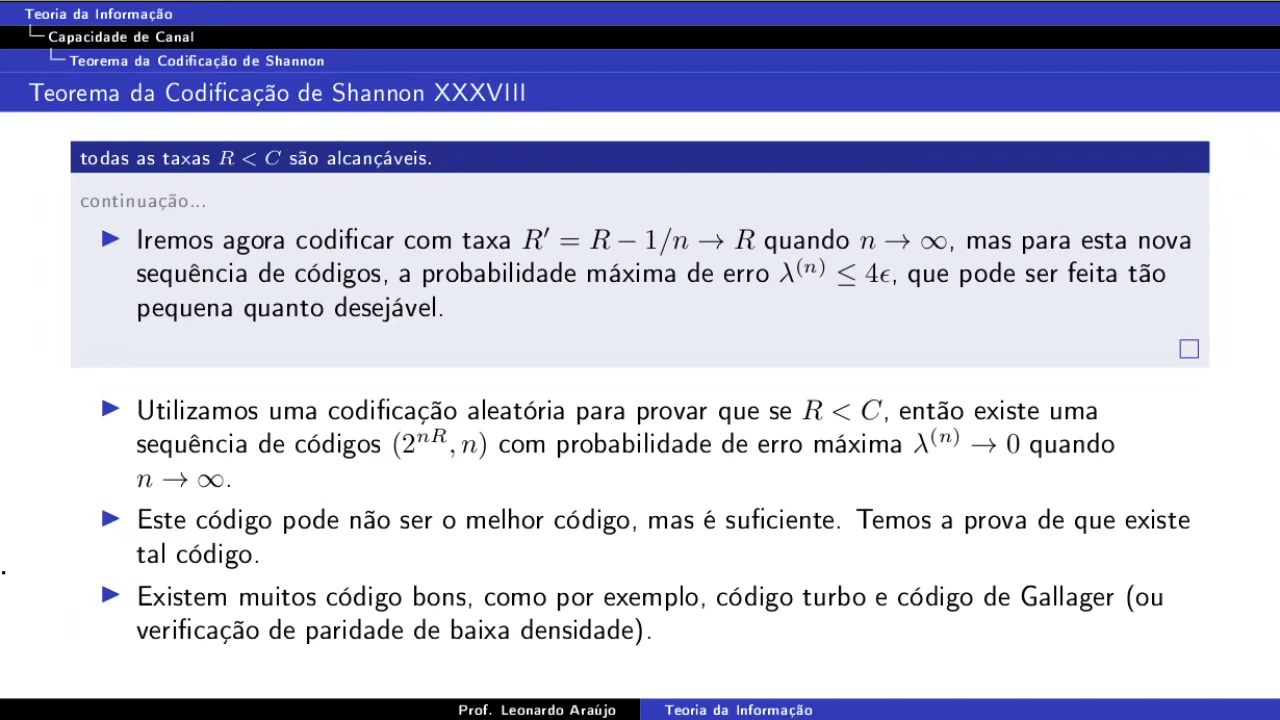 Teoria da Informação
Capacidade de Canal
Teorema da Codificação de Shannon
Teorema da Codificação de Shannon XXXVIII
todas as taxas R < C são alcançáveis.
continuação...
Iremos agora codificar com taxa R′ = R − 1/n → R quando n → ∞, mas para esta nova
sequência de códigos, a probabilidade máxima de erro λ⁽ⁿ⁾ ≤ 4ϵ, que pode ser feita tão
pequena quanto desejável.
Utilizamos uma codificação aleatória para provar que se R < C, então existe uma
sequência de códigos (2ⁿᴿ, n) com probabilidade de erro máxima λ⁽ⁿ⁾ → 0 quando
n → ∞.
Este código pode não ser o melhor código, mas é suficiente. Temos a prova de que existe
tal código.
Existem muitos código bons, como por exemplo, código turbo e código de Gallager (ou
verificação de paridade de baixa densidade).
Prof. Leonardo Araújo
Teoria da Informação